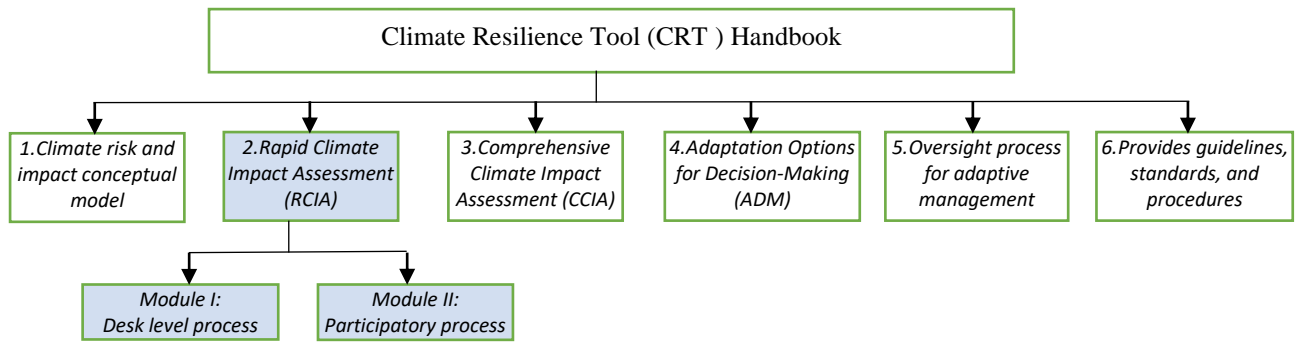 Climate Resilience Tool (CRT ) Handbook
1.Climate risk and
impact conceptual
model
2.Rapid Climate
Impact Assessment
(RCIA)
3.Comprehensive
Climate Impact
Assessment (CCIA)
4.Adaptation Options
for Decision-Making
(ADM)
5.Oversight process
for adaptive
management
6.Provides guidelines,
standards, and
procedures
Module I:
Desk level process
Module II:
Participatory process